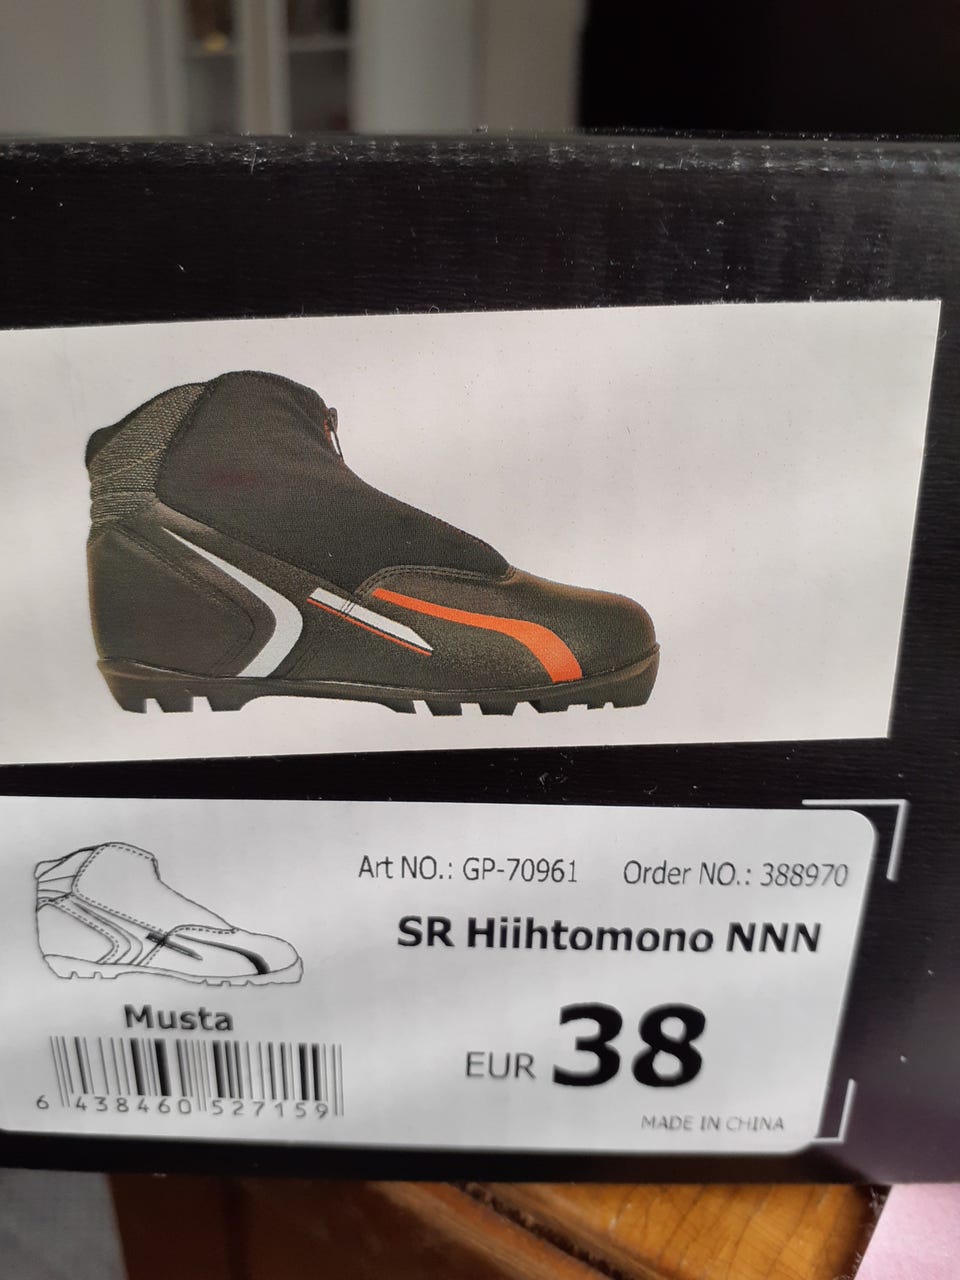 Art NO.: GP-70961 Order NO.: 388970
SR Hiihtomono NNN
Musta
EUR 38
6 438460 527159
MADE IN CHINA